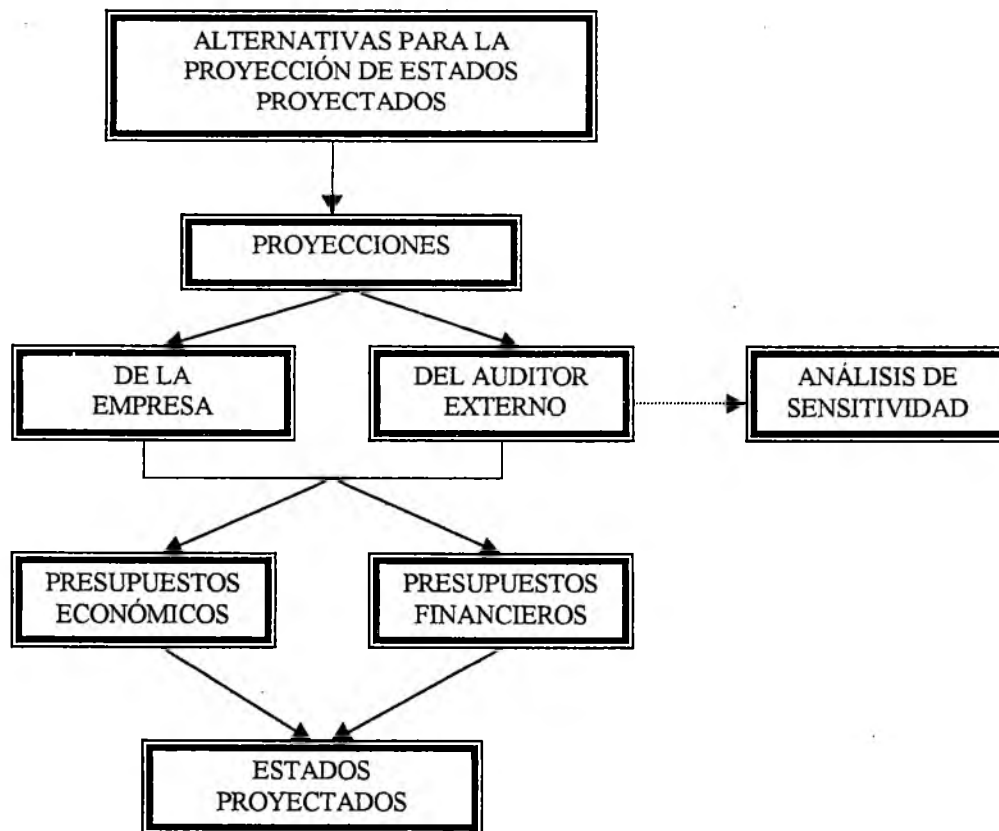 ALTERNATIVAS PARA LA
PROYECCIÓN DE ESTADOS
PROYECTADOS
PROYECCIONES
DE LA
EMPRESA
DEL AUDITOR
EXTERNO
ANÁLISIS DE
SENSITIVIDAD
PRESUPUESTOS
ECONÓMICOS
PRESUPUESTOS
FINANCIEROS
ESTADOS
PROYECTADOS